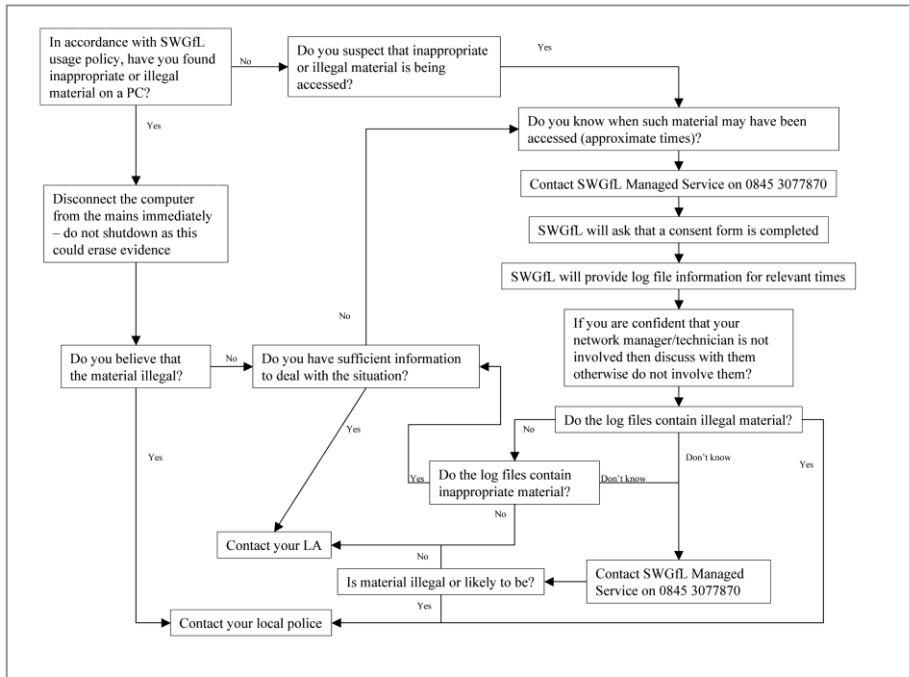 In accordance with SWGfL
usage policy, have you found
inappropriate or illegal
material on a PC?
No
Do you suspect that inappropriate
or illegal material is being
accessed?
Yes
Do you know when such material may have been
accessed (approximate times)?
Yes
Contact SWGfL Managed Service on 0845 3077870
Disconnect the computer
from the mains immediately
– do not shutdown as this
could erase evidence
SWGfL will ask that a consent form is completed
SWGfL will provide log file information for relevant times
No
If you are confident that your
network manager/technician is not
involved then discuss with them
otherwise do not involve them?
Do you believe that
the material illegal?
No
Do you have sufficient information
to deal with the situation?
Do the log files contain illegal material?
Yes
No
Don't know
Yes
Yes
Yes
Do the log files contain
inappropriate material?
Don't know
No
Contact your LA
No
Is material illegal or likely to be?
Contact SWGfL Managed
Service on 0845 3077870
Yes
Contact your local police